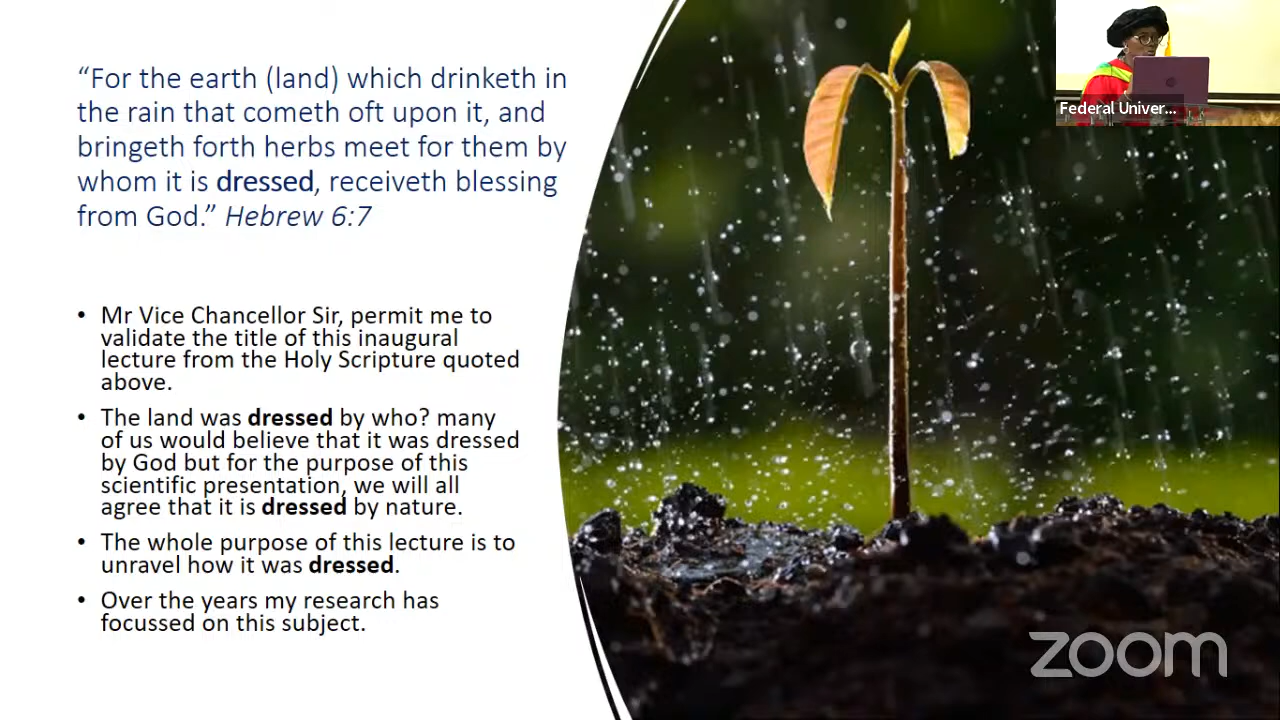 “For the earth (land) which drinketh in
the rain that cometh oft upon it, and
bringeth forth herbs meet for them by
whom it is dressed, receiveth blessing
from God.” Hebrew 6:7
• Mr Vice Chancellor Sir, permit me to
validate the title of this inaugural
lecture from the Holy Scripture quoted
above.
• The land was dressed by who? many
of us would believe that it was dressed
by God but for the purpose of this
scientific presentation, we will all
agree that it is dressed by nature.
• The whole purpose of this lecture is to
unravel how it was dressed.
• Over the years my research has
focussed on this subject.
Federal Univer...
zoom